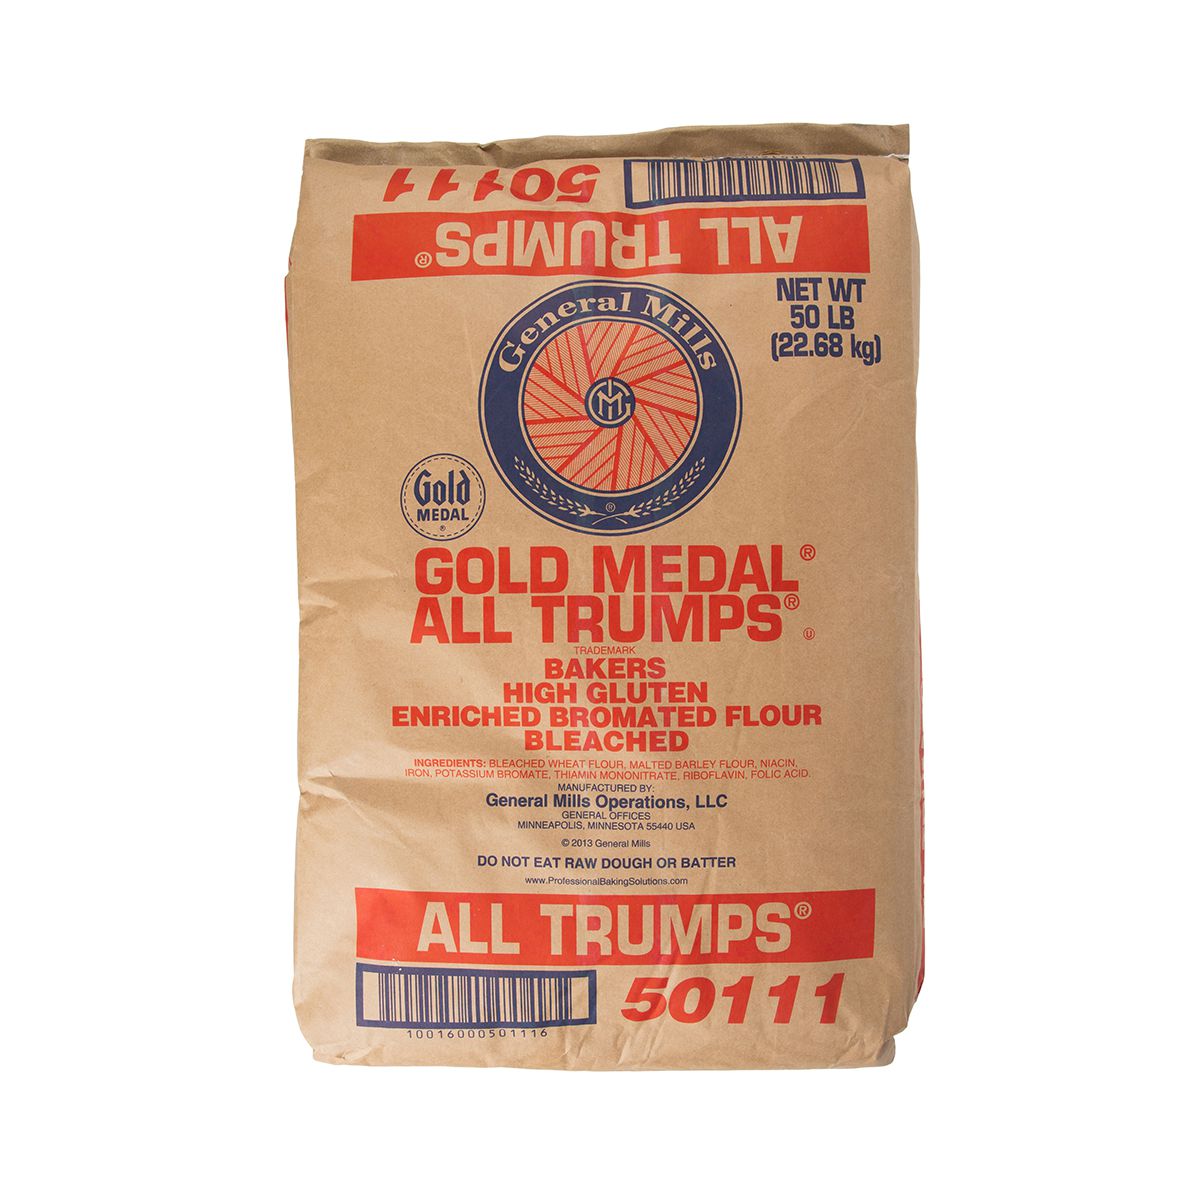 50111
ALL TRUMPS®
NET WT
50 LB
(22.68 kg)
General Mills
GM
®
Gold
MEDAL
®
GOLD MEDAL®
ALL TRUMPS® U
TRADEMARK
BAKERS
HIGH GLUTEN
ENRICHED BROMATED FLOUR
BLEACHED
INGREDIENTS: BLEACHED WHEAT FLOUR, MALTED BARLEY FLOUR, NIACIN,
IRON, POTASSIUM BROMATE, THIAMIN MONONITRATE, RIBOFLAVIN, FOLIC ACID.
MANUFACTURED BY:
General Mills Operations, LLC
GENERAL OFFICES
MINNEAPOLIS, MINNESOTA 55440 USA
© 2013 General Mills
DO NOT EAT RAW DOUGH OR BATTER
www.ProfessionalBakingSolutions.com
ALL TRUMPS®
50111
10016000501116